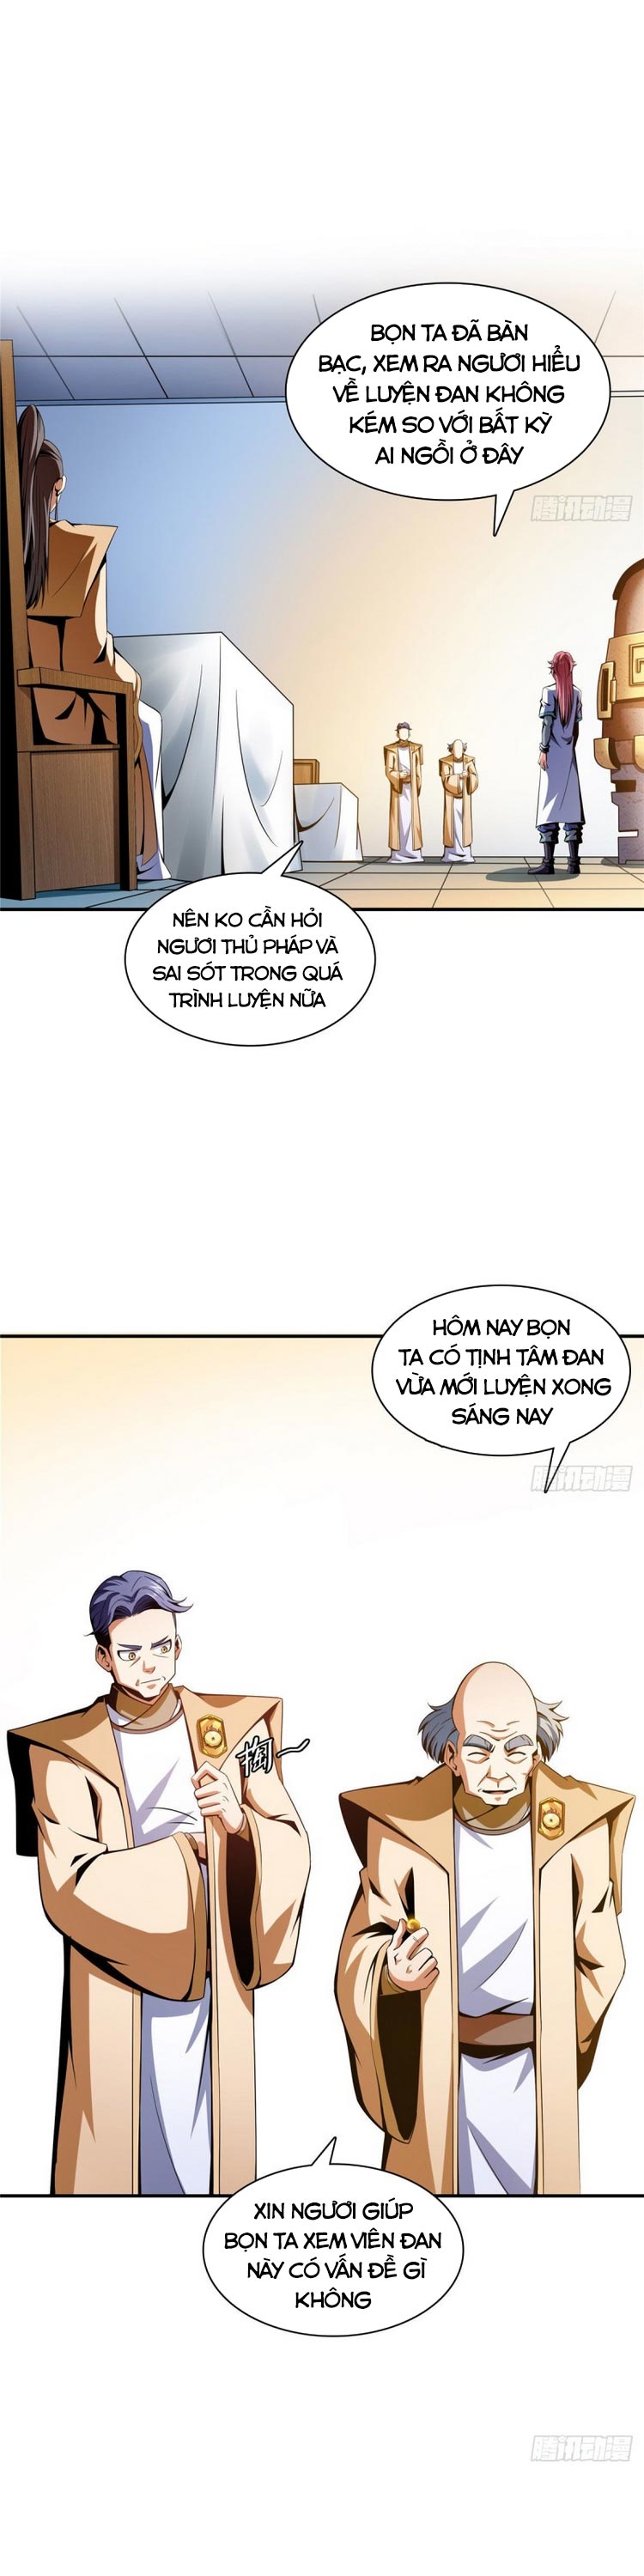 BỌN TA ĐÃ BÀN
BẠC, XEM RA NGƯƠI HIỂU
VỀ LUYỆN ĐAN KHÔNG
KÉM SO VỚI BẤT KỲ
AI NGỒI Ở ĐÂY
腾讯动漫
NÊN KO CẦN HỎI
NGƯƠI THỦ PHÁP VÀ
SAI SÓT TRONG QUÁ
TRÌNH LUYỆN NỮA
HÔM NAY BỌN
TA CÓ TỊNH TÂM ĐAN
VỪA MỚI LUYỆN XONG
SÁNG NAY
腾讯动漫
掏一
XIN NGƯƠI GIÚP
BỌN TA XEM VIÊN ĐAN
NÀY CÓ VẤN ĐỀ GÌ
KHÔNG
腾讯动漫